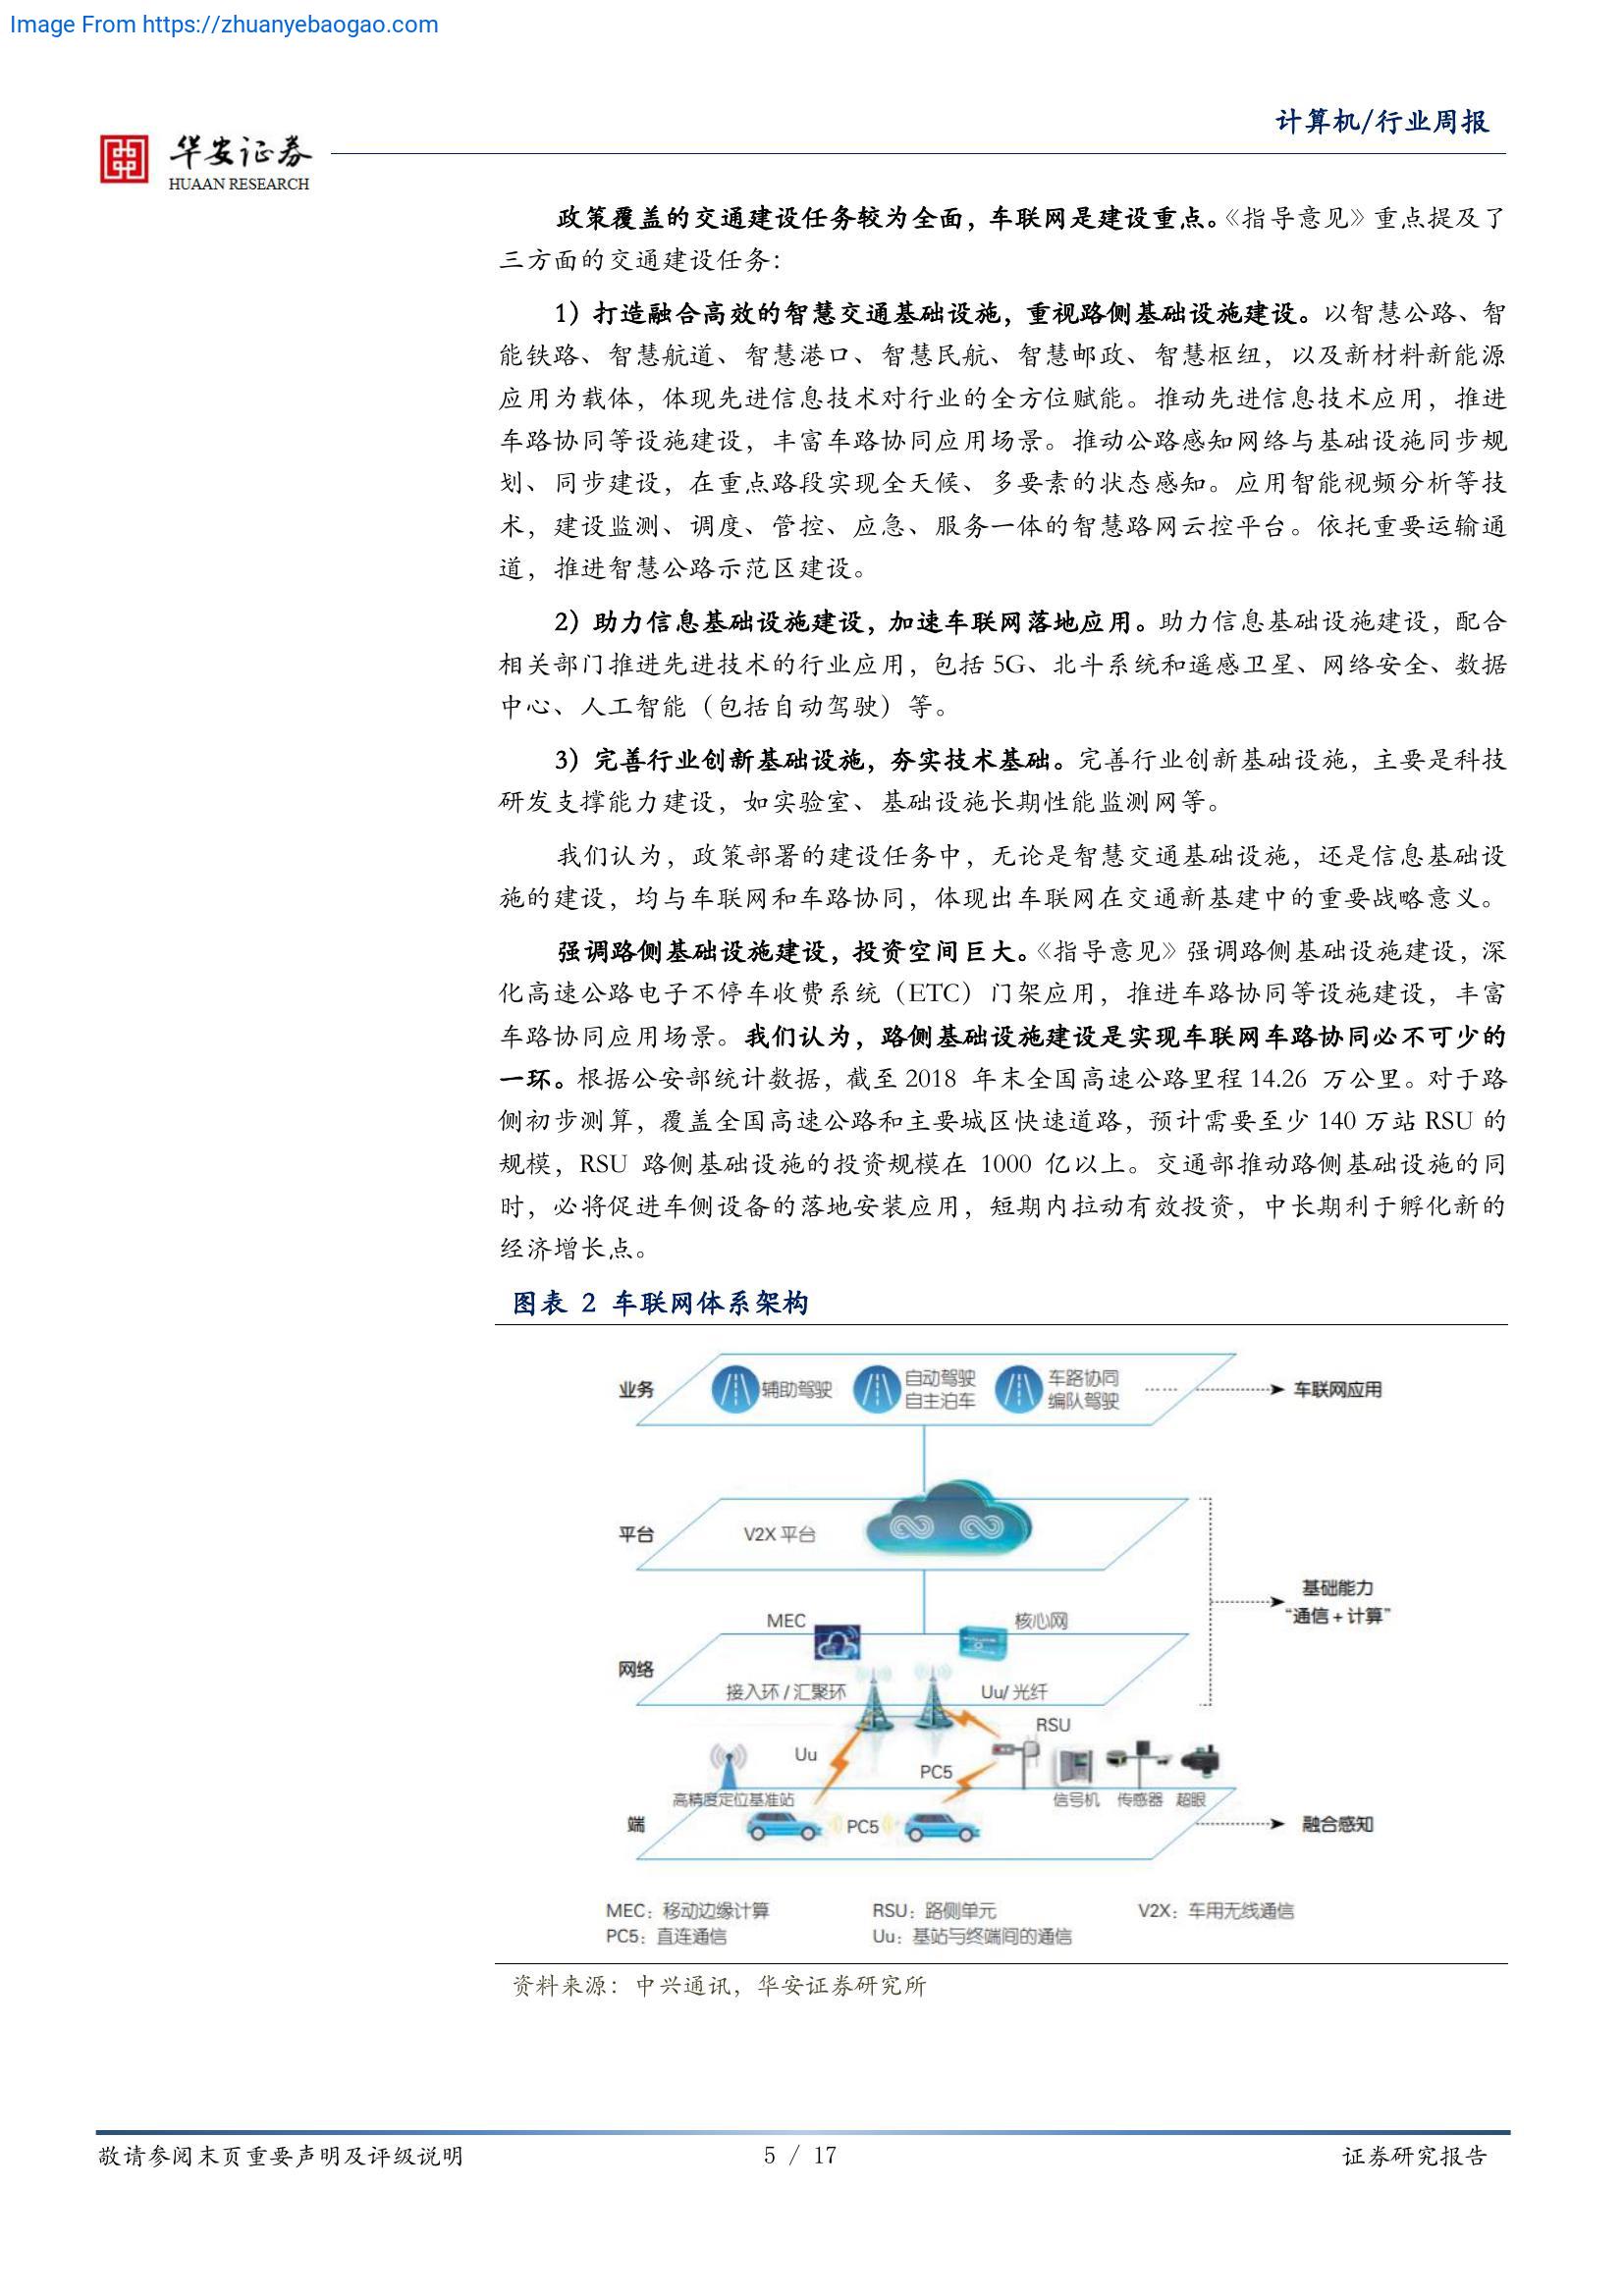 Image From https://zhuanyebaogao.com
计算机/行业周报
华安证券
HUAAN RESEARCH
政策覆盖的交通建设任务较为全面，车联网是建设重点。《指导意见》重点提及了
三方面的交通建设任务：
1）打造融合高效的智慧交通基础设施，重视路侧基础设施建设。以智慧公路、智
能铁路、智慧航道、智慧港口、智慧民航、智慧邮政、智慧枢纽，以及新材料新能源
应用为载体，体现先进信息技术对行业的全方位赋能。推动先进信息技术应用，推进
车路协同等设施建设，丰富车路协同应用场景。推动公路感知网络与基础设施同步规
划、同步建设，在重点路段实现全天候、多要素的状态感知。应用智能视频分析等技
术，建设监测、调度、管控、应急、服务一体的智慧路网云控平台。依托重要运输通
道，推进智慧公路示范区建设。
2）助力信息基础设施建设，加速车联网落地应用。助力信息基础设施建设，配合
相关部门推进先进技术的行业应用，包括 5G、北斗系统和遥感卫星、网络安全、数据
中心、人工智能（包括自动驾驶）等。
3）完善行业创新基础设施，夯实技术基础。完善行业创新基础设施，主要是科技
研发支撑能力建设，如实验室、基础设施长期性能监测网等。
我们认为，政策部署的建设任务中，无论是智慧交通基础设施，还是信息基础设
施的建设，均与车联网和车路协同，体现出车联网在交通新基建中的重要战略意义。
强调路侧基础设施建设，投资空间巨大。《指导意见》强调路侧基础设施建设，深
化高速公路电子不停车收费系统（ETC）门架应用，推进车路协同等设施建设，丰富
车路协同应用场景。我们认为，路侧基础设施建设是实现车联网车路协同必不可少的
一环。根据公安部统计数据，截至 2018 年末全国高速公路里程 14.26 万公里。对于路
侧初步测算，覆盖全国高速公路和主要城区快速道路，预计需要至少 140 万站 RSU 的
规模，RSU 路侧基础设施的投资规模在 1000 亿以上。交通部推动路侧基础设施的同
时，必将促进车侧设备的落地安装应用，短期内拉动有效投资，中长期利于孵化新的
经济增长点。
图表 2 车联网体系架构
业务 辅助驾驶 自动驾驶 车路协同 …… 车联网应用
自主泊车 编队驾驶
平台 V2X 平台
基础能力
“通信 + 计算”
MEC 核心网
网络
接入环 / 汇聚环 Uu/ 光纤
RSU
Uu PC5
高精度定位基准站 信号机 传感器 超眼
端 PC5 融合感知
MEC：移动边缘计算 RSU：路侧单元 V2X：车用无线通信
PC5：直连通信 Uu：基站与终端间的通信
资料来源：中兴通讯，华安证券研究所
敬请参阅末页重要声明及评级说明 5 / 17 证券研究报告